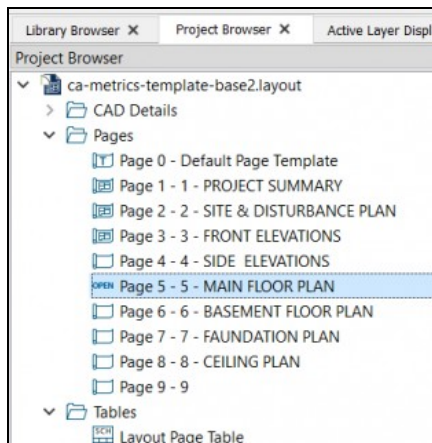 Library Browser ✕ Project Browser ✕ Active Layer Displ
Project Browser
ca-metrics-template-base2.layout
CAD Details
Pages
Page 0 - Default Page Template
Page 1 - 1 - PROJECT SUMMARY
Page 2 - 2 - SITE & DISTURBANCE PLAN
Page 3 - 3 - FRONT ELEVATIONS
Page 4 - 4 - SIDE ELEVATIONS
OPEN Page 5 - 5 - MAIN FLOOR PLAN
Page 6 - 6 - BASEMENT FLOOR PLAN
Page 7 - 7 - FAUNDATION PLAN
Page 8 - 8 - CEILING PLAN
Page 9 - 9
Tables
SCH Layout Page Table